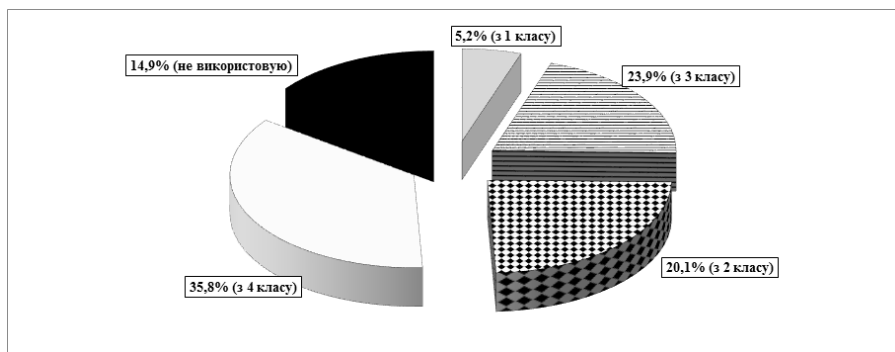 5,2% (з 1 класу)
14,9% (не використовую)
23,9% (з 3 класу)
20,1% (з 2 класу)
35,8% (з 4 класу)